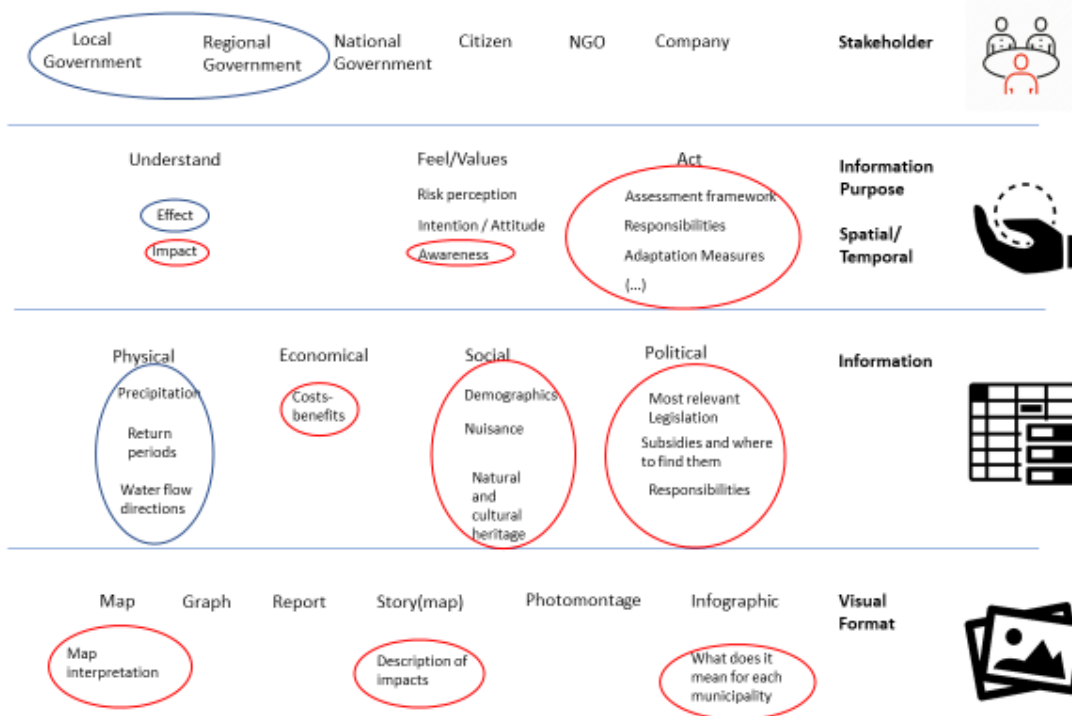 Local
Government
Regional
Government
National
Government
Citizen
NGO
Company
Stakeholder
Understand
Feel/Values
Act
Information
Purpose
Spatial/
Temporal
Effect
Impact
Risk perception
Intention / Attitude
Awareness
Assessment framework
Responsibilities
Adaptation Measures
(...)
Physical
Economical
Social
Political
Information
Precipitation
Return
periods
Water flow
directions
Costs-
benefits
Demographics
Nuisance
Natural
and
cultural
heritage
Most relevant
Legislation
Subsidies and where
to find them
Responsibilities
Map
Graph
Report
Story(map)
Photomontage
Infographic
Visual
Format
Map
interpretation
Description of
impacts
What does it
mean for each
municipality